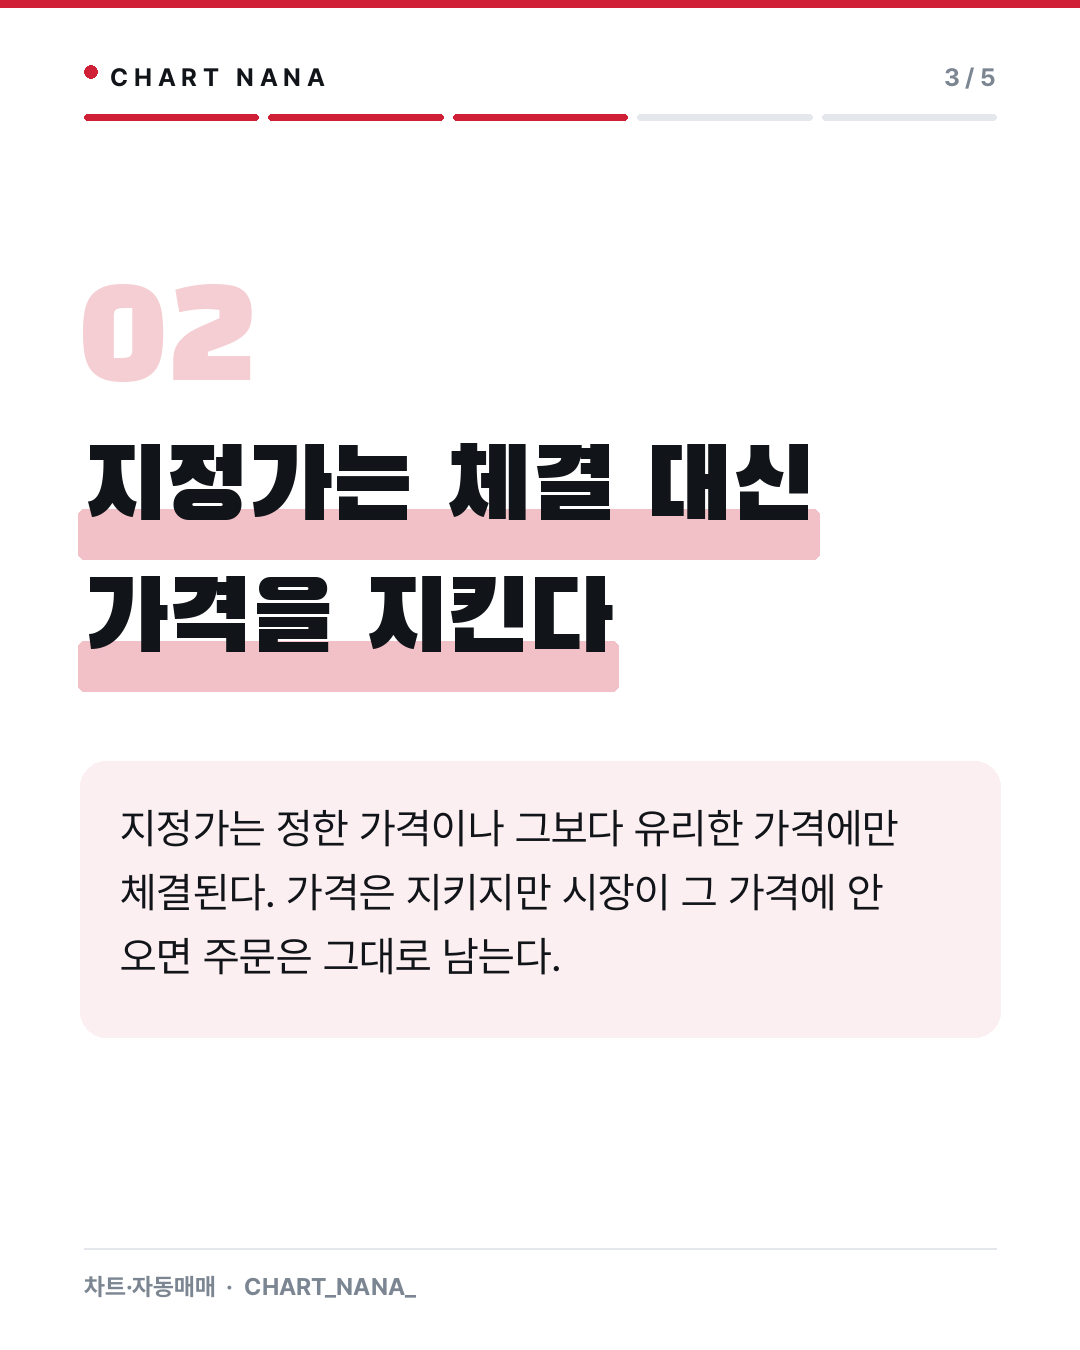 CHART NANA
3 / 5
02
지정가는 체결 대신
가격을 지킨다
지정가는 정한 가격이나 그보다 유리한 가격에만
체결된다. 가격은 지키지만 시장이 그 가격에 안
오면 주문은 그대로 남는다.
차트·자동매매 · CHART_NANA_